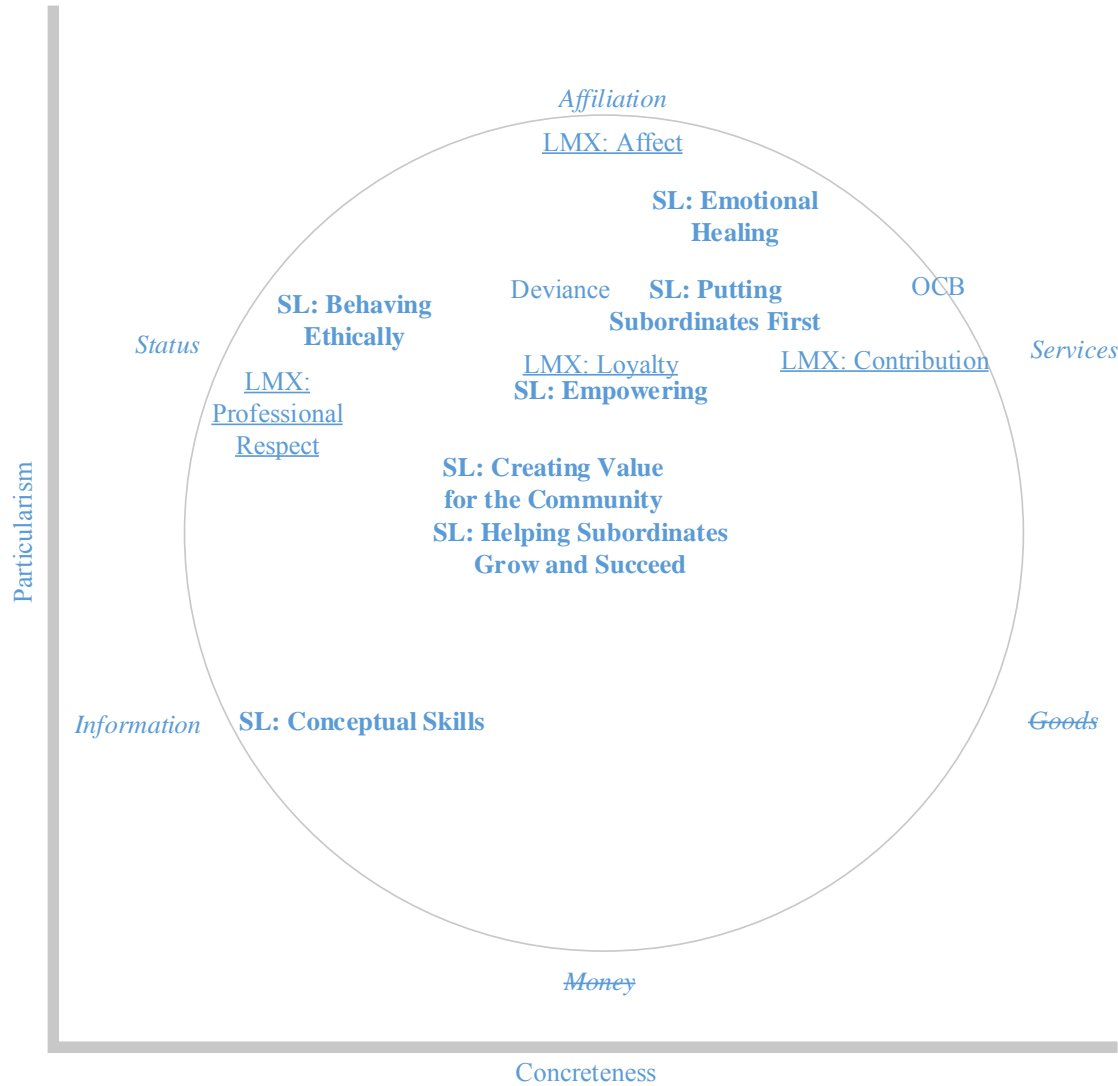 Affiliation
LMX: Affect
SL: Emotional
Healing
Deviance
SL: Putting
Subordinates First
OCB
SL: Behaving
Ethically
Status
Services
LMX: Loyalty
SL: Empowering
LMX: Contribution
LMX:
Professional
Respect
SL: Creating Value
for the Community
SL: Helping Subordinates
Grow and Succeed
Particularism
Information
SL: Conceptual Skills
Goods
Money
Concreteness